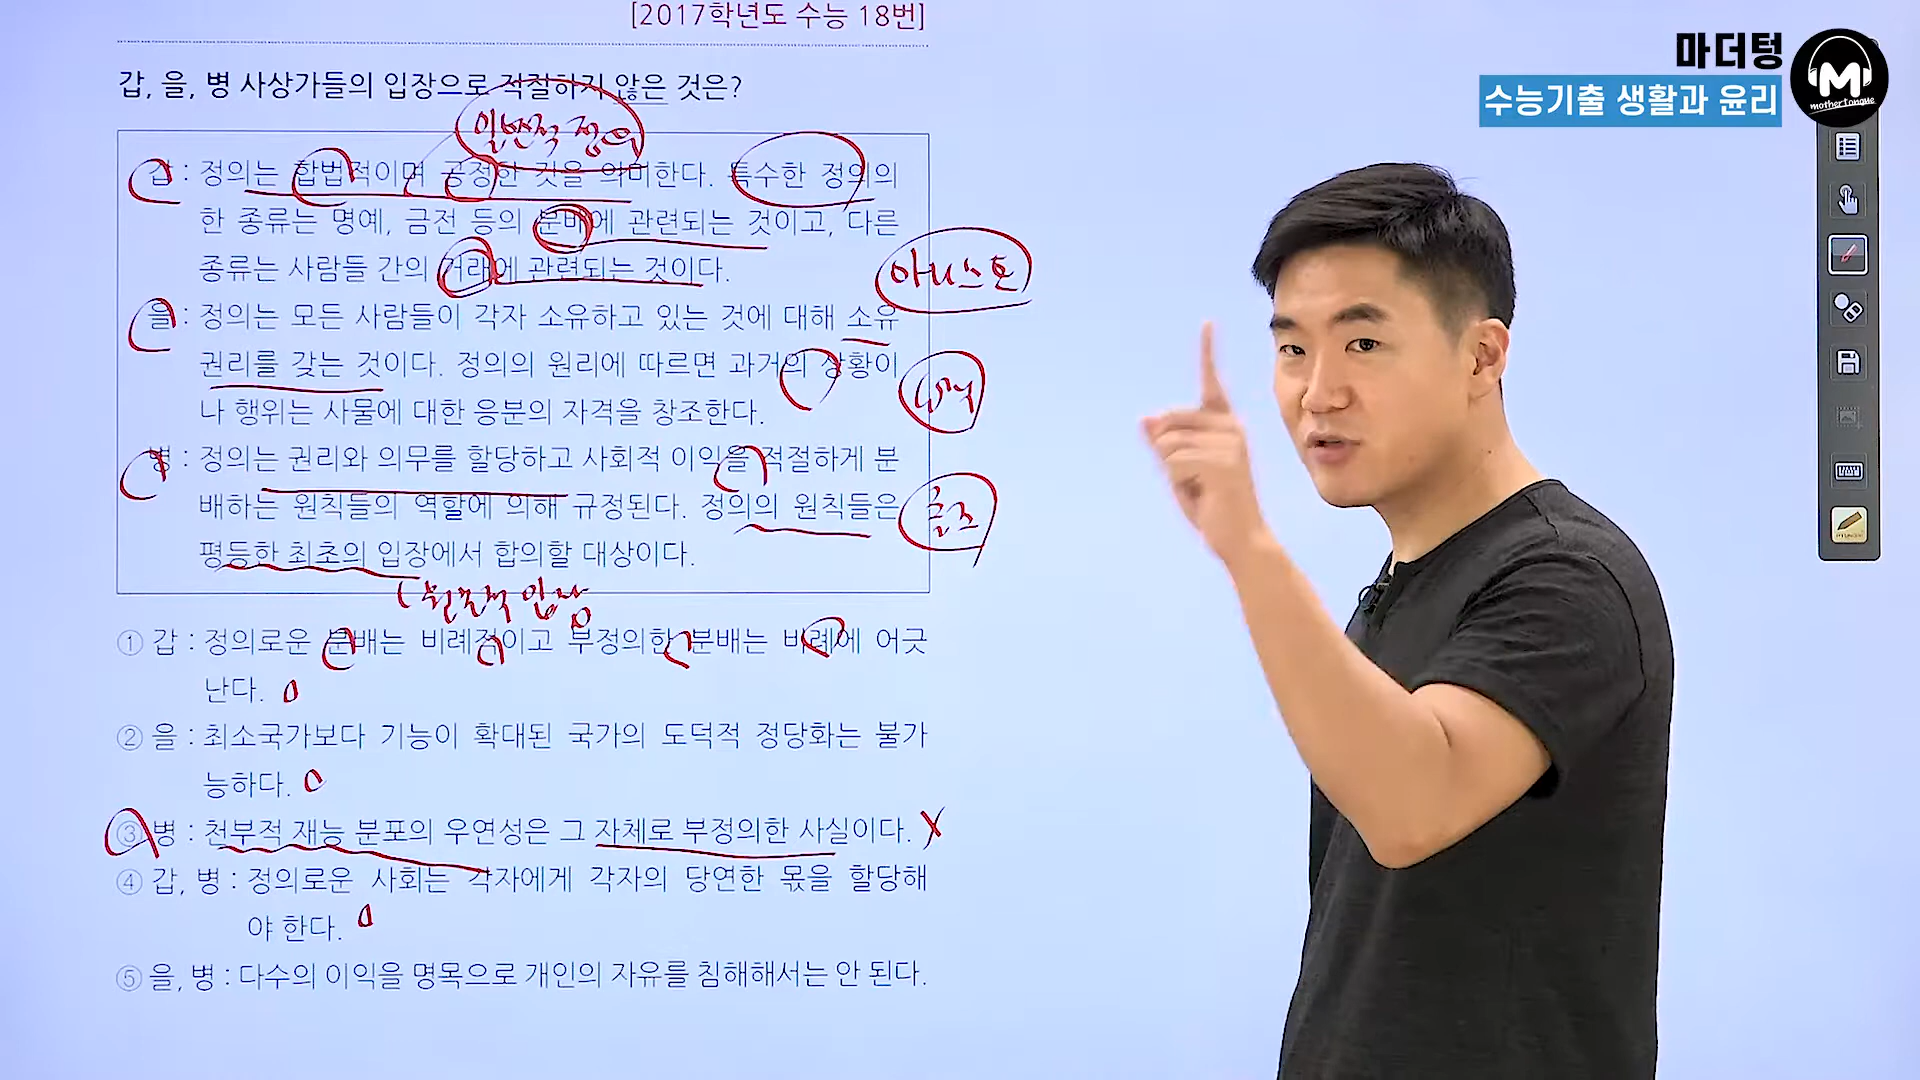 [2017학년도 수능 18번]
마더텅
수능기출 생활과 윤리
M
mothertongue
갑, 을, 병 사상가들의 입장으로 적절하지 않은 것은?
일반적 정의
갑 : 정의는 합법적이며 공정한 것을 의미한다. 특수한 정의의
한 종류는 명예, 금전 등의 분배에 관련되는 것이고, 다른
종류는 사람들 간의 거래에 관련되는 것이다.
아리스토
을 : 정의는 모든 사람들이 각자 소유하고 있는 것에 대해 소유
권리를 갖는 것이다. 정의의 원리에 따르면 과거의 상황이
나 행위는 사물에 대한 응분의 자격을 창조한다.
노직
병 : 정의는 권리와 의무를 할당하고 사회적 이익을 적절하게 분
배하는 원칙들의 역할에 의해 규정된다. 정의의 원칙들은
롤즈
평등한 최초의 입장에서 합의할 대상이다.
원초적 입장
① 갑 : 정의로운 분배는 비례적이고 부정의한 분배는 비례에 어긋
난다. O
② 을 : 최소국가보다 기능이 확대된 국가의 도덕적 정당화는 불가
능하다. O
③ 병 : 천부적 재능 분포의 우연성은 그 자체로 부정의한 사실이다. X
④ 갑, 병 : 정의로운 사회는 각자에게 각자의 당연한 몫을 할당해
야 한다. O
⑤ 을, 병 : 다수의 이익을 명목으로 개인의 자유를 침해해서는 안 된다.